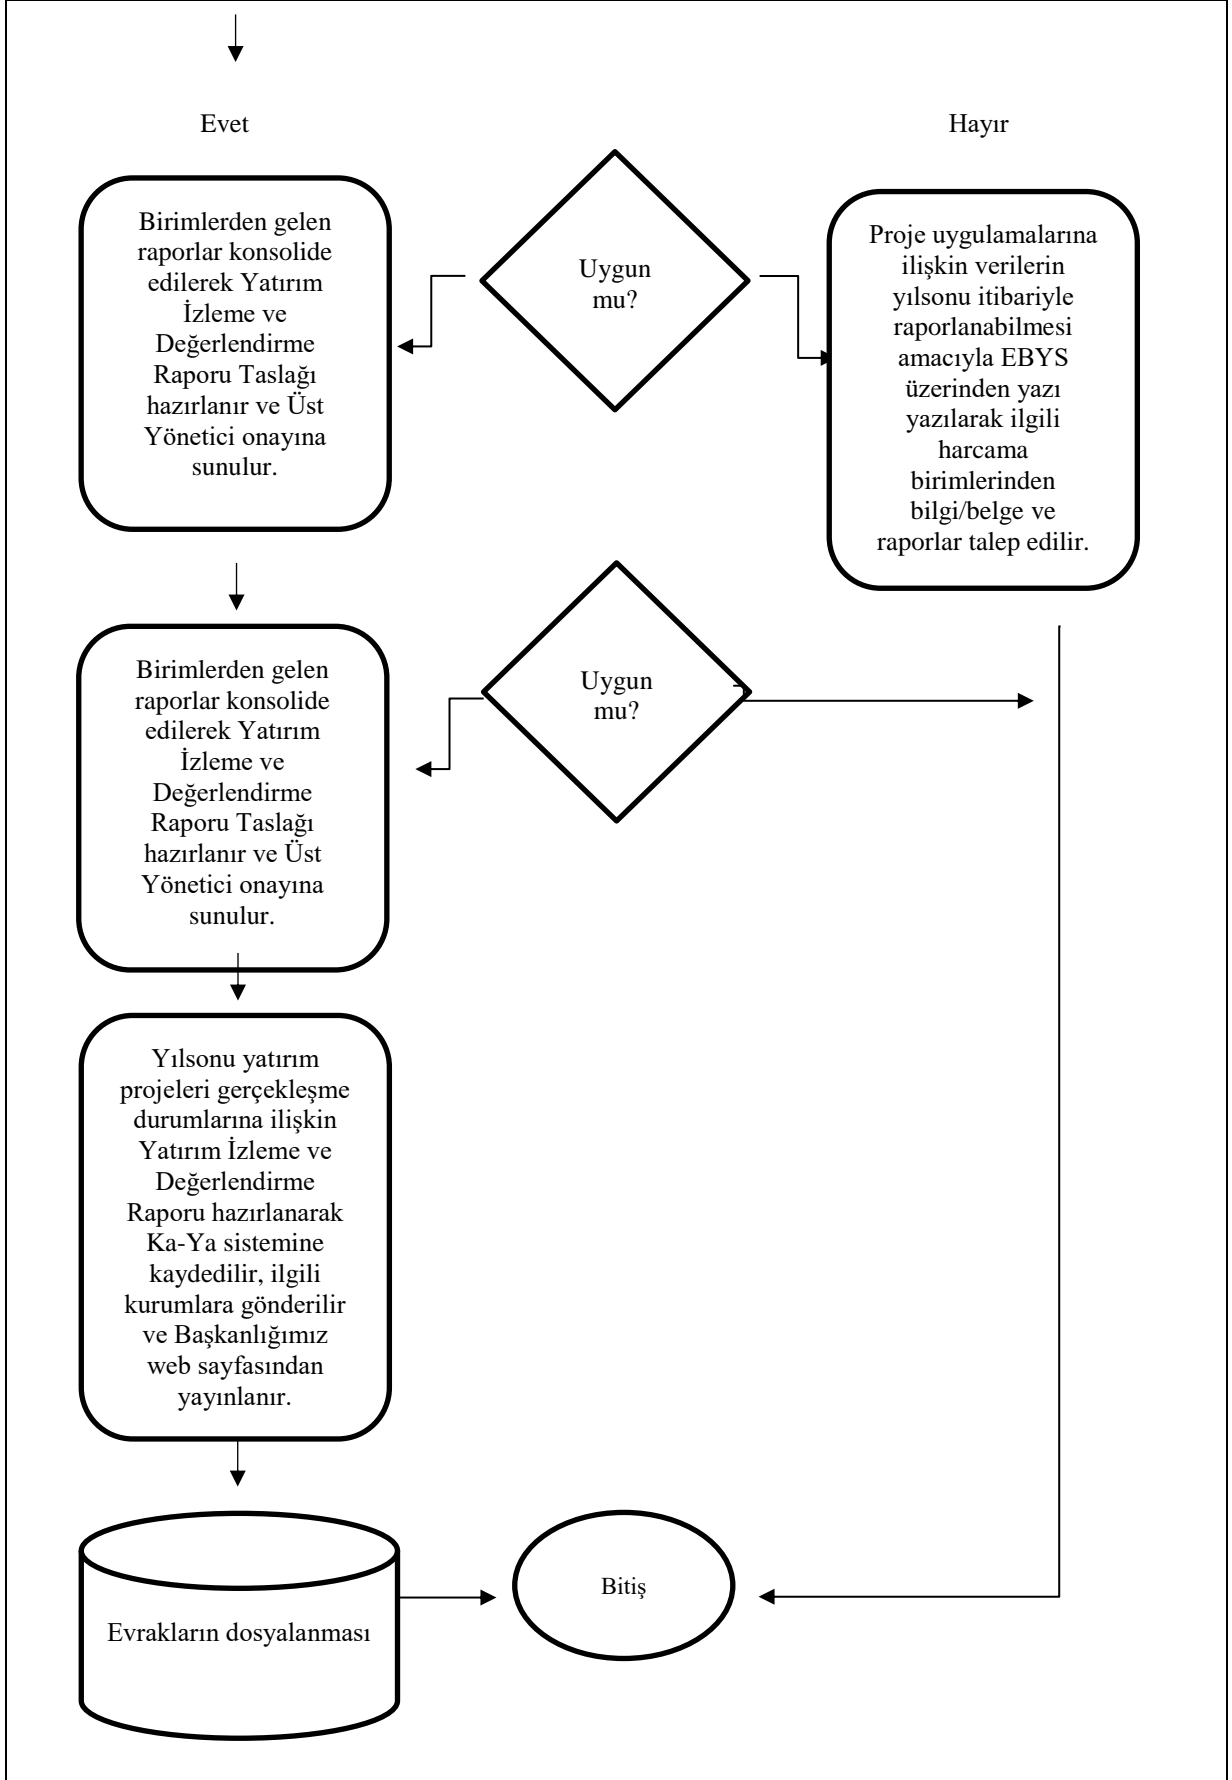 Evet
Hayır
Birimlerden gelen
raporlar konsolide
edilerek Yatırım
İzleme ve
Değerlendirme
Raporu Taslağı
hazırlanır ve Üst
Yönetici onayına
sunulur.
Uygun
mu?
Proje uygulamalarına
ilişkin verilerin
yılsonu itibariyle
raporlanabilmesi
amacıyla EBYS
üzerinden yazı
yazılarak ilgili
harcama
birimlerinden
bilgi/belge ve
raporlar talep edilir.
Birimlerden gelen
raporlar konsolide
edilerek Yatırım
İzleme ve
Değerlendirme
Raporu Taslağı
hazırlanır ve Üst
Yönetici onayına
sunulur.
Uygun
mu?
Yılsonu yatırım
projeleri gerçekleşme
durumlarına ilişkin
Yatırım İzleme ve
Değerlendirme
Raporu hazırlanarak
Ka-Ya sistemine
kaydedilir, ilgili
kurumlara gönderilir
ve Başkanlığımız
web sayfasından
yayınlanır.
Evrakların dosyalanması
Bitiş